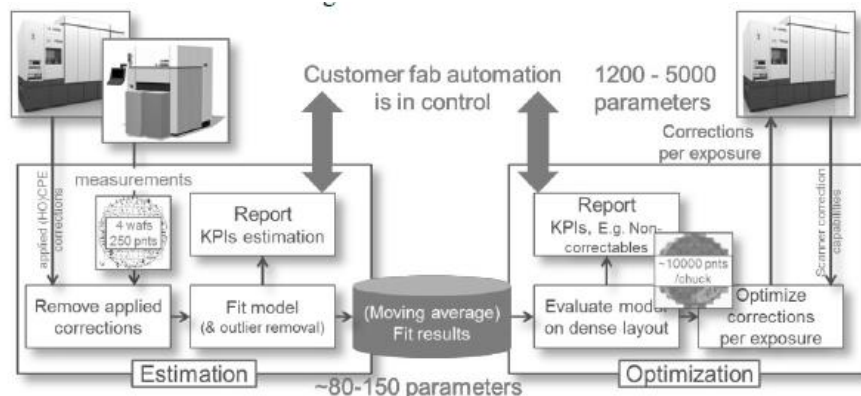 Customer fab automation
is in control
1200 - 5000
parameters
Corrections
per exposure
measurements
applied (HO)CPE
corrections
4 wafs
250 pnts
Report
KPIs estimation
Remove applied
corrections
Fit model
(& outlier removal)
Estimation
(Moving average)
Fit results
~80-150 parameters
Report
KPIs, E.g. Non-
correctables
~10000 pnts
/chuck
Evaluate model
on dense layout
Optimize
corrections
per exposure
Scanner correction
capabilities
Optimization